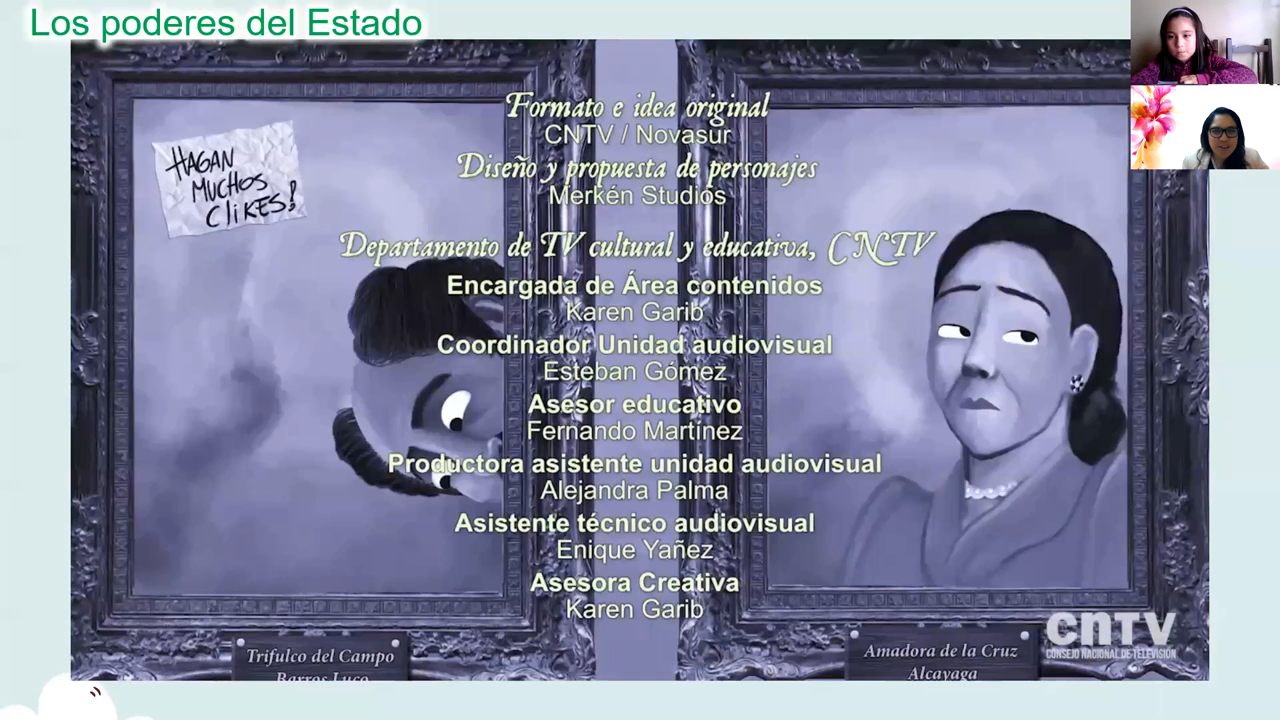 Los poderes del Estado
HAGAN
MUCHOS
CliKES!
Formato e idea original
CNTV / Novasur
Diseño y propuesta de personajes
Merkén Studios
Departamento de TV cultural y educativa, CNTV
Encargada de Área contenidos
Karen Garib
Coordinador Unidad audiovisual
Esteban Gómez
Asesor educativo
Fernando Martínez
Productora asistente unidad audiovisual
Alejandra Palma
Asistente técnico audiovisual
Enique Yañez
Asesora Creativa
Karen Garib
Trifulco del Campo
Barros Luco
Amadora de la Cruz
Alcayaga
CNTV
CONSEJO NACIONAL DE TELEVISIÓN